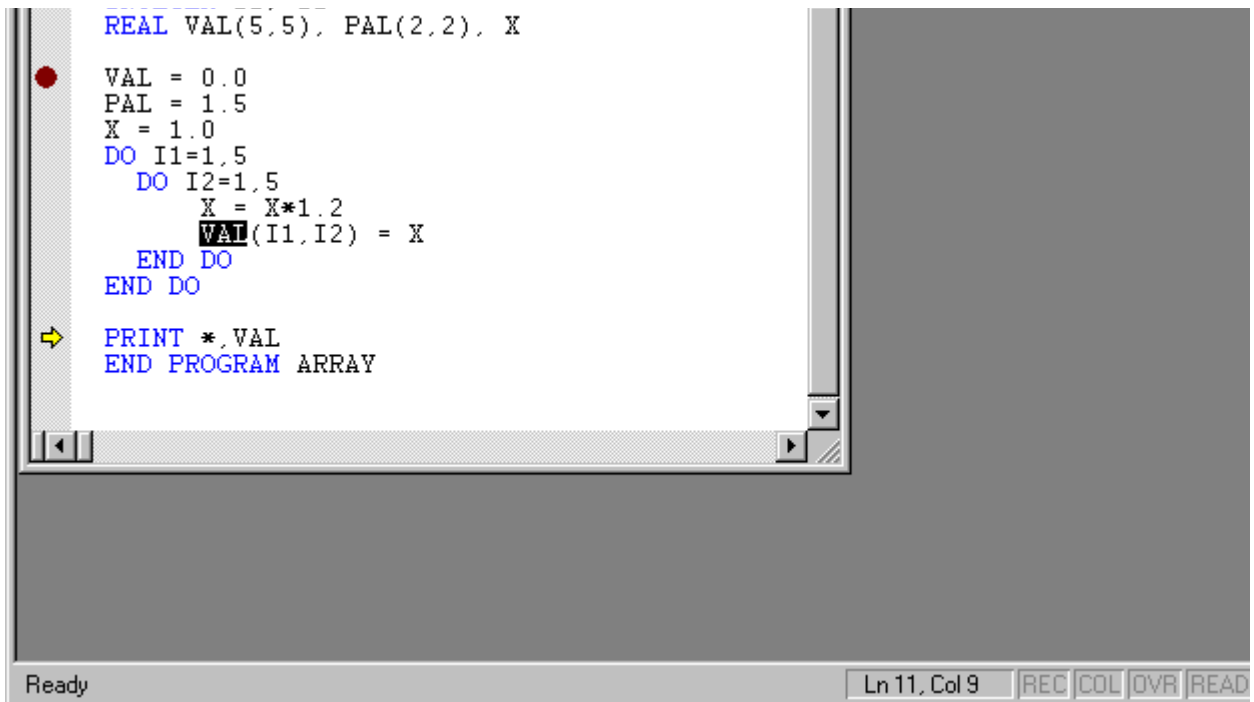 REAL VAL(5,5), PAL(2,2), X
VAL = 0.0
PAL = 1.5
X = 1.0
DO I1=1,5
DO I2=1,5
X = X*1.2
VAL(I1,I2) = X
END DO
END DO
PRINT *,VAL
END PROGRAM ARRAY
Ready
Ln 11, Col 9
REC COL OVR READ